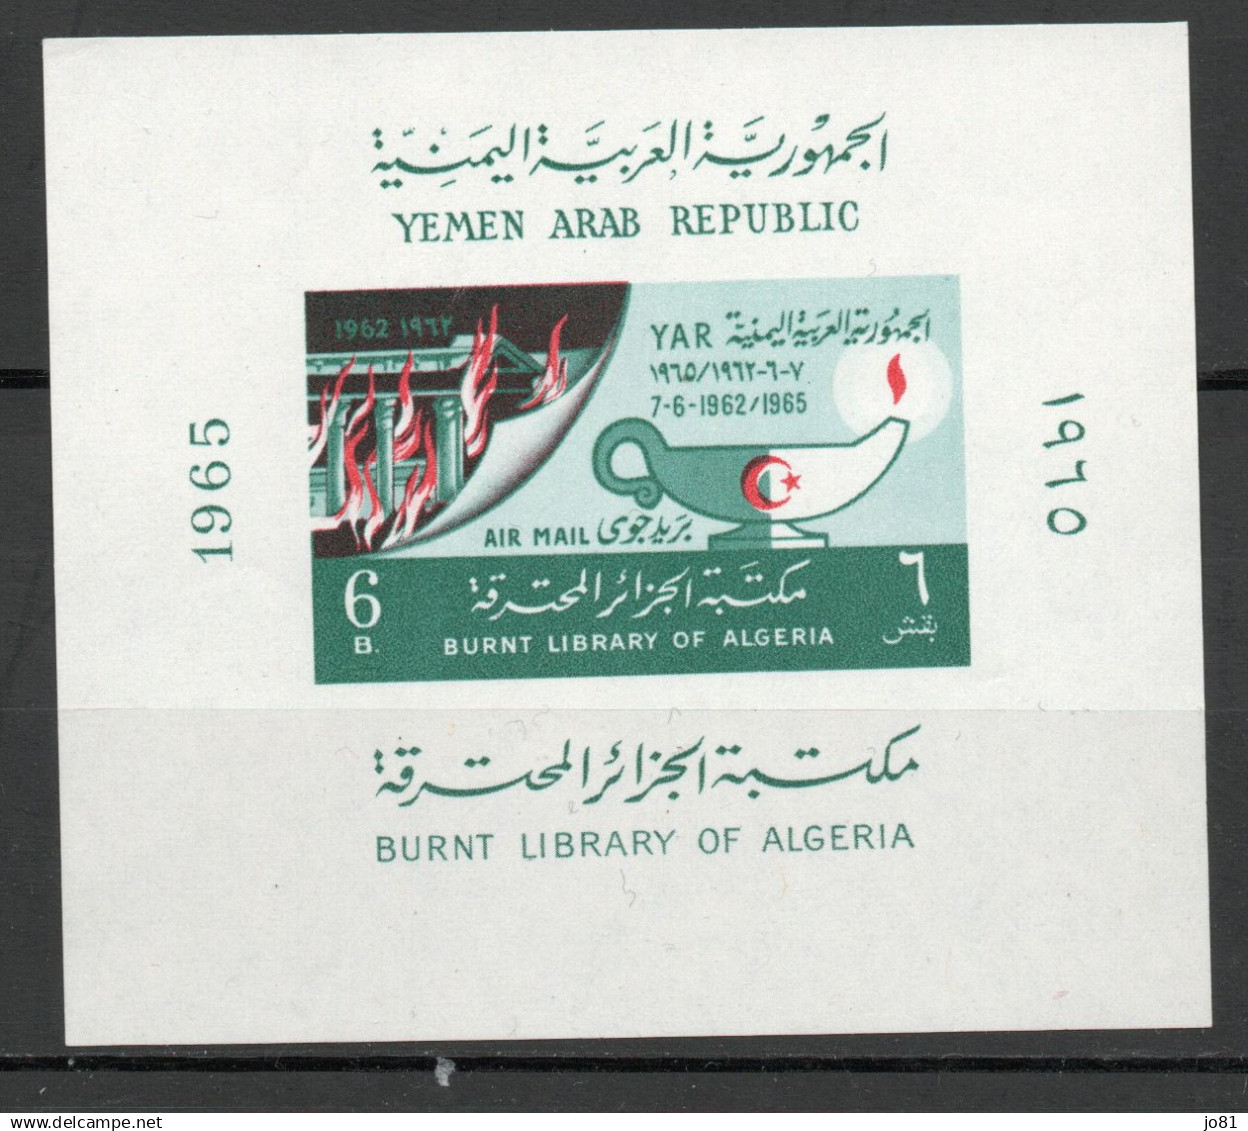 الجمهورية العربية اليمنية
YEMEN ARAB REPUBLIC
1962 ١٩٦٢
YAR الجمهورية العربية اليمنية
١٩٦٥/١٩٦٢-٦-٧
7-6-1962/1965
1965
١٩٦٥
AIR MAIL بريد جوى
6 B.
مكتبة الجزائر المحترقة
BURNT LIBRARY OF ALGERIA
٦ بقش
مكتبة الجزائر المحترقة
BURNT LIBRARY OF ALGERIA
(c) delcampe.net
jo81